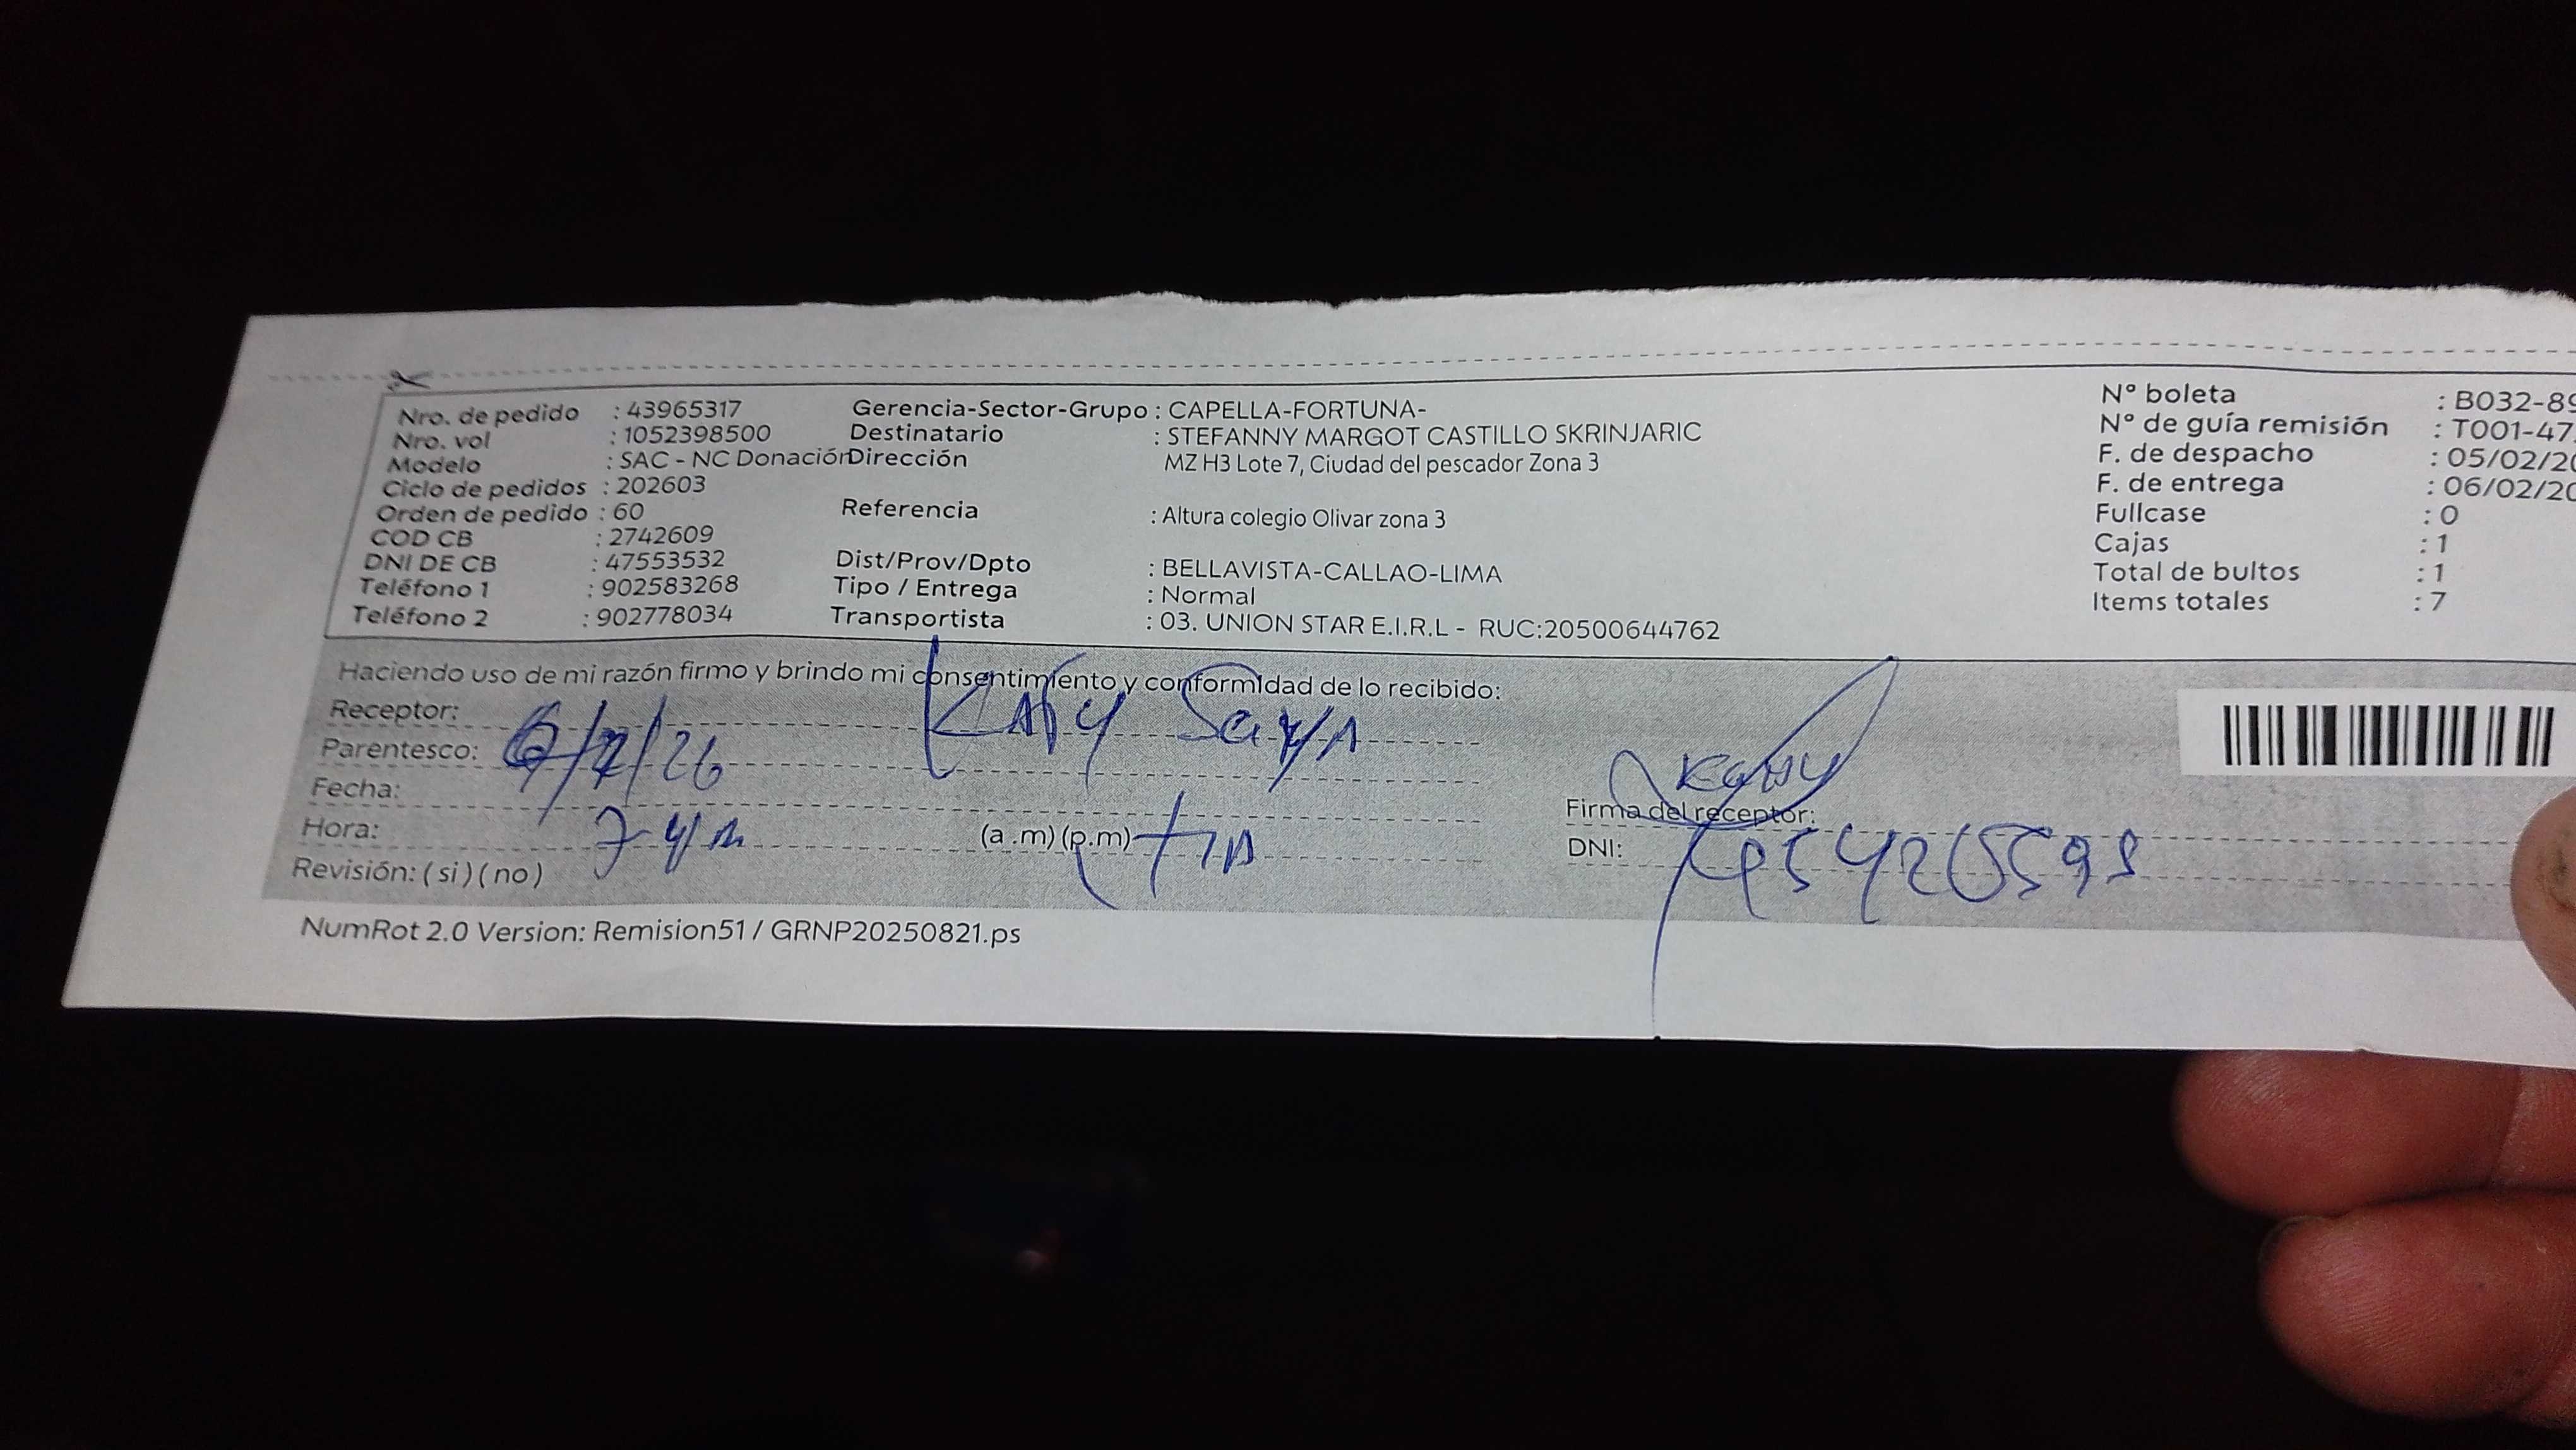 Nro. de pedido : 43965317 Gerencia-Sector-Grupo : CAPELLA-FORTUNA- N° boleta : B032-89
Nro. vol : 1052398500 Destinatario : STEFANNY MARGOT CASTILLO SKRINJARIC N° de guía remisión : T001-47
Modelo : SAC - NC Donación Dirección MZ H3 Lote 7, Ciudad del pescador Zona 3 F. de despacho : 05/02/20
Ciclo de pedidos : 202603 F. de entrega : 06/02/20
Orden de pedido : 60 Referencia : Altura colegio Olivar zona 3 Fullcase : 0
COD CB : 2742609 Cajas : 1
DNI DE CB : 47553532 Dist/Prov/Dpto : BELLAVISTA-CALLAO-LIMA Total de bultos : 1
Teléfono 1 : 902583268 Tipo / Entrega : Normal Items totales : 7
Teléfono 2 : 902778034 Transportista : 03. UNION STAR E.I.R.L - RUC:20500644762
Haciendo uso de mi razón firmo y brindo mi consentimiento y conformidad de lo recibido:
Receptor: Katy
Parentesco: 6/2/26
Fecha:
Hora: (a .m) (p.m) Firma del receptor:
Revisión: ( si ) ( no ) DNI:
NumRot 2.0 Version: Remision51 / GRNP20250821.ps